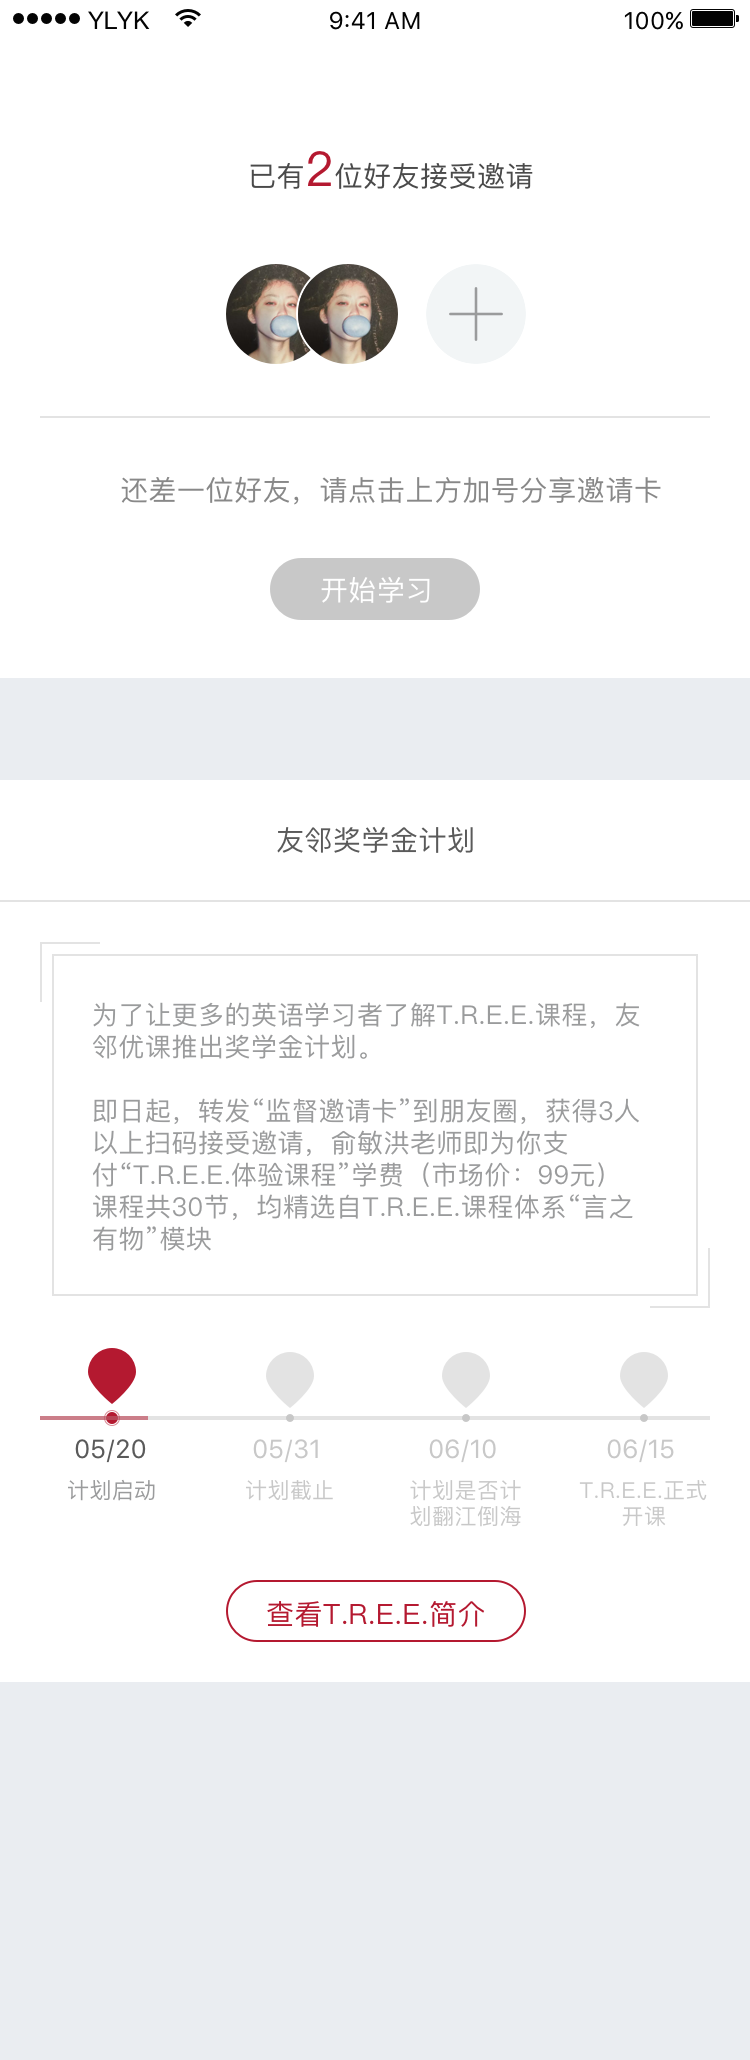 YLYK 9:41 AM 100%
已有2位好友接受邀请
还差一位好友，请点击上方加号分享邀请卡
开始学习
友邻奖学金计划
为了让更多的英语学习者了解T.R.E.E.课程，友
邻优课推出奖学金计划。
即日起，转发“监督邀请卡”到朋友圈，获得3人
以上扫码接受邀请，俞敏洪老师即为你支
付“T.R.E.E.体验课程”学费（市场价：99元）
课程共30节，均精选自T.R.E.E.课程体系“言之
有物”模块
05/20 05/31 06/10 06/15
计划启动 计划截止 计划是否计 T.R.E.E.正式
划翻江倒海 开课
查看T.R.E.E.简介